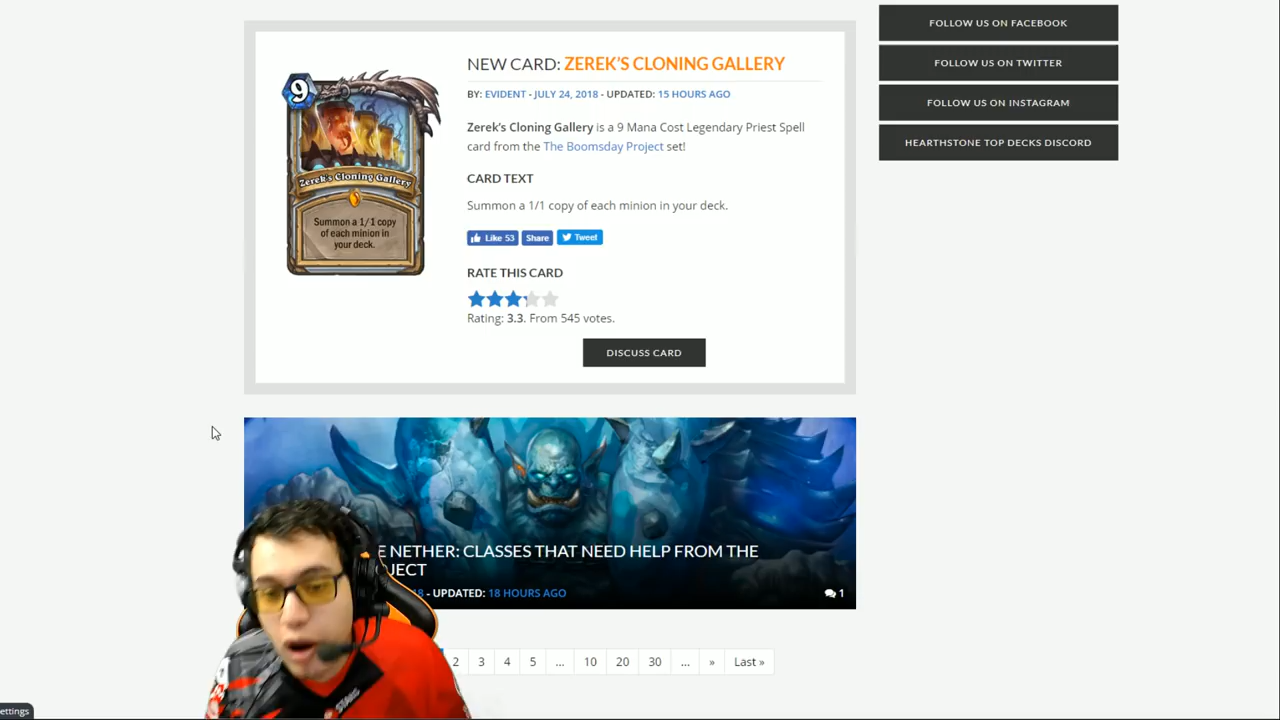 FOLLOW US ON FACEBOOK
FOLLOW US ON TWITTER
FOLLOW US ON INSTAGRAM
HEARTHSTONE TOP DECKS DISCORD
9
Zerek's Cloning Gallery
Summon a 1/1 copy
of each minion in
your deck.
NEW CARD: ZEREK'S CLONING GALLERY
BY: EVIDENT - JULY 24, 2018 - UPDATED: 15 HOURS AGO
Zerek's Cloning Gallery is a 9 Mana Cost Legendary Priest Spell
card from the The Boomsday Project set!
CARD TEXT
Summon a 1/1 copy of each minion in your deck.
Like 53 Share Tweet
RATE THIS CARD
Rating: 3.3. From 545 votes.
DISCUSS CARD
E NETHER: CLASSES THAT NEED HELP FROM THE
JECT
8 - UPDATED: 18 HOURS AGO
1
2 3 4 5 ... 10 20 30 ... » Last »
ettings